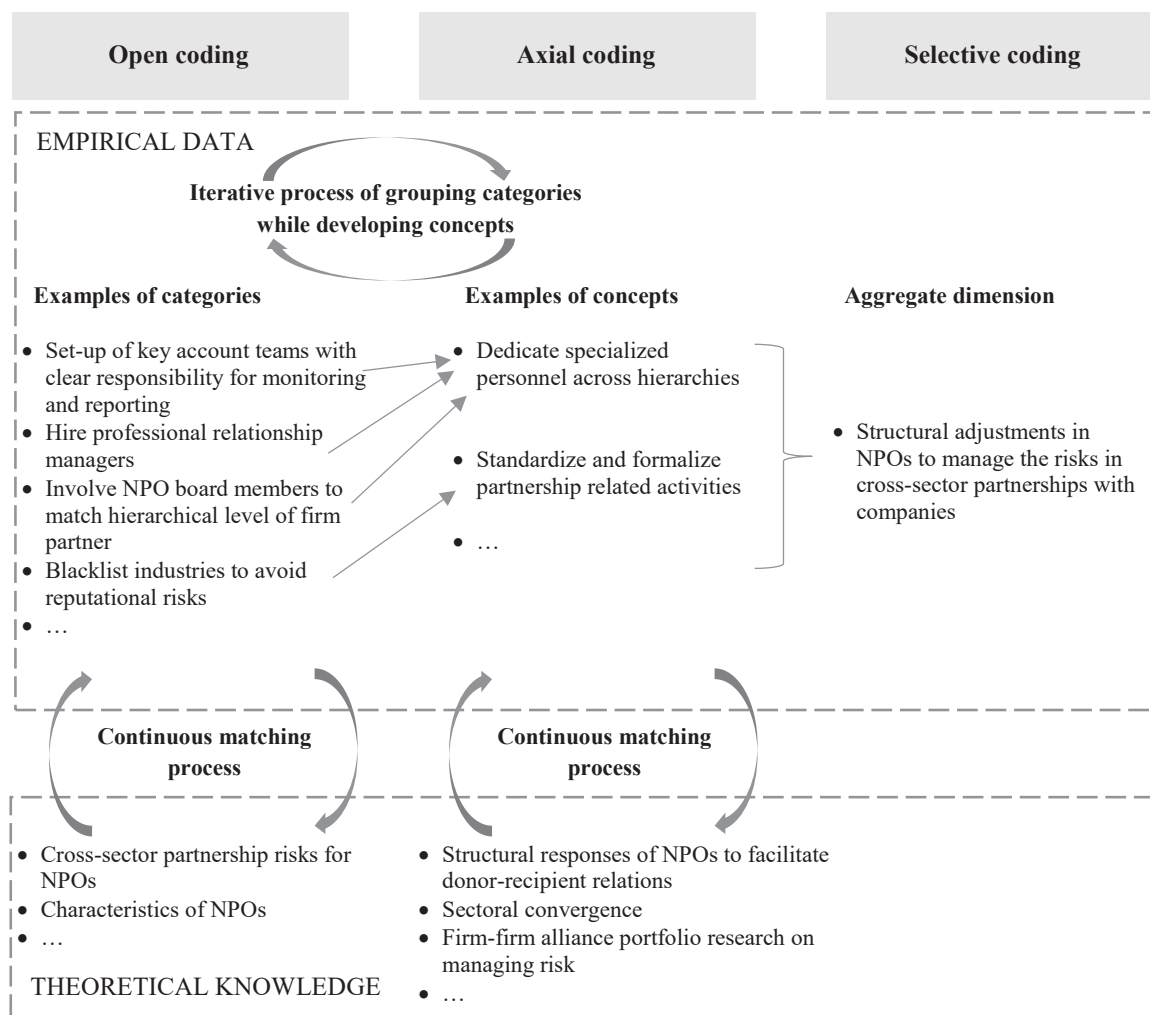 Open coding
Axial coding
Selective coding
EMPIRICAL DATA
Iterative process of grouping categories
while developing concepts
Examples of categories
• Set-up of key account teams with
clear responsibility for monitoring
and reporting
• Hire professional relationship
managers
• Involve NPO board members to
match hierarchical level of firm
partner
• Blacklist industries to avoid
reputational risks
• …
Examples of concepts
• Dedicate specialized
personnel across hierarchies
• Standardize and formalize
partnership related activities
• …
Aggregate dimension
• Structural adjustments in
NPOs to manage the risks in
cross-sector partnerships with
companies
Continuous matching
process
Continuous matching
process
• Cross-sector partnership risks for
NPOs
• Characteristics of NPOs
• …
• Structural responses of NPOs to facilitate
donor-recipient relations
• Sectoral convergence
• Firm-firm alliance portfolio research on
managing risk
• …
THEORETICAL KNOWLEDGE